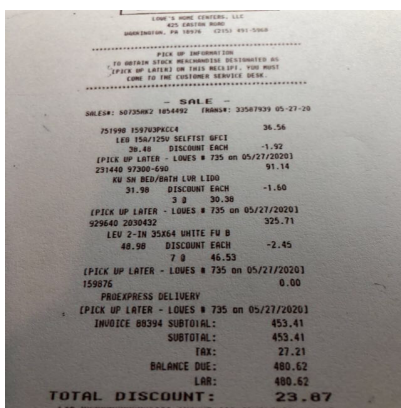 LOWE'S HOME CENTERS, LLC
825 EASTON ROAD
WARRINGTON, PA 18976 (215) 491-5960
PICK UP INFORMATION
TO OBTAIN STOCK MERCHANDISE DESIGNATED AS
[PICK UP LATER] ON THIS RECEIPT, YOU MUST
COME TO THE CUSTOMER SERVICE DESK.
- SALE -
SALES#: 1854492 TRANS#: 33587939 05-27-20
751998 36.56
LEG 15A/125V SELFTST GFCI
38.48 DISCOUNT EACH -1.92
[PICK UP LATER - LOWES # 735 on 05/27/2020]
231440 97300-690 91.14
KW SN BED/BATH LVR LIDO
31.98 DISCOUNT EACH -1.60
3 @ 30.38
[PICK UP LATER - LOWES # 735 on 05/27/2020]
929640 2030432 325.71
LEV 2-IN 35X64 WHITE FW B
48.98 DISCOUNT EACH -2.45
7 @ 46.53
[PICK UP LATER - LOWES # 735 on 05/27/2020]
159876 0.00
PROEXPRESS DELIVERY
[PICK UP LATER - LOWES # 735 on 05/27/2020]
INVOICE 88394 SUBTOTAL: 453.41
SUBTOTAL: 453.41
TAX: 27.21
BALANCE DUE: 480.62
LAR: 480.62
TOTAL DISCOUNT: 23.87